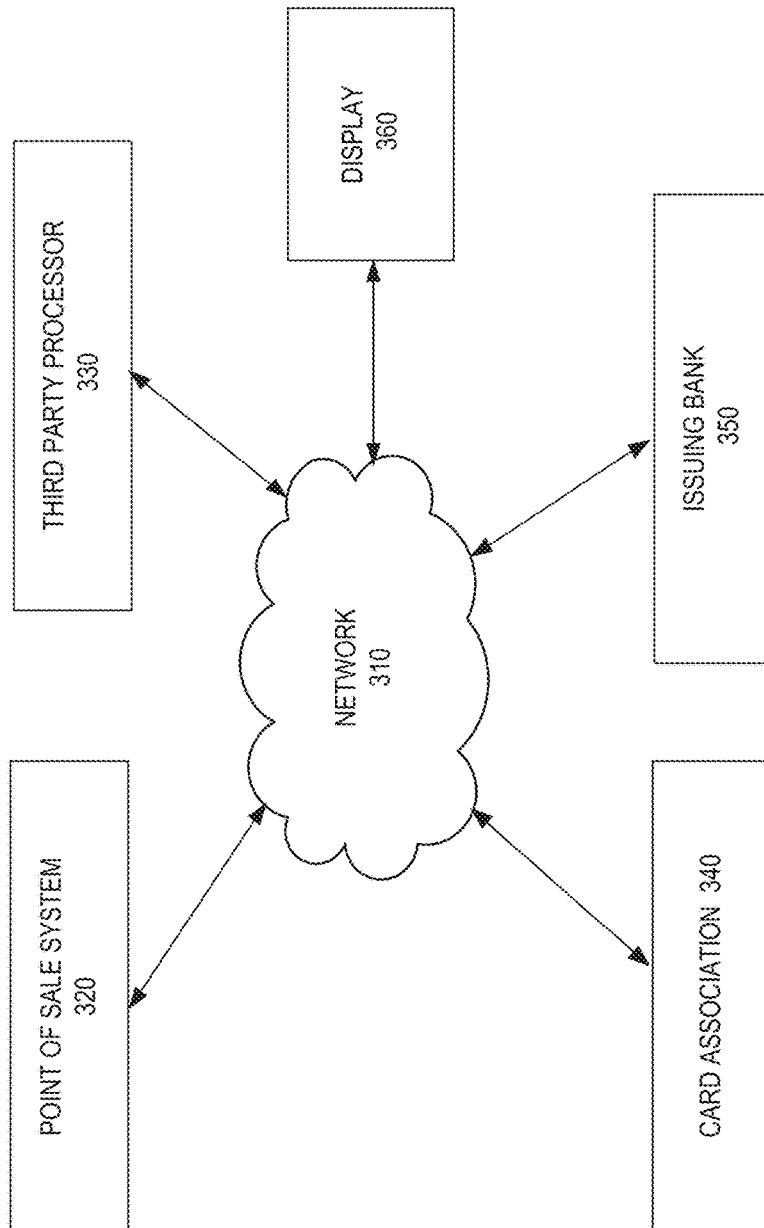 POINT OF SALE SYSTEM
320
THIRD PARTY PROCESSOR
330
NETWORK
310
DISPLAY
360
CARD ASSOCIATION 340
ISSUING BANK
350